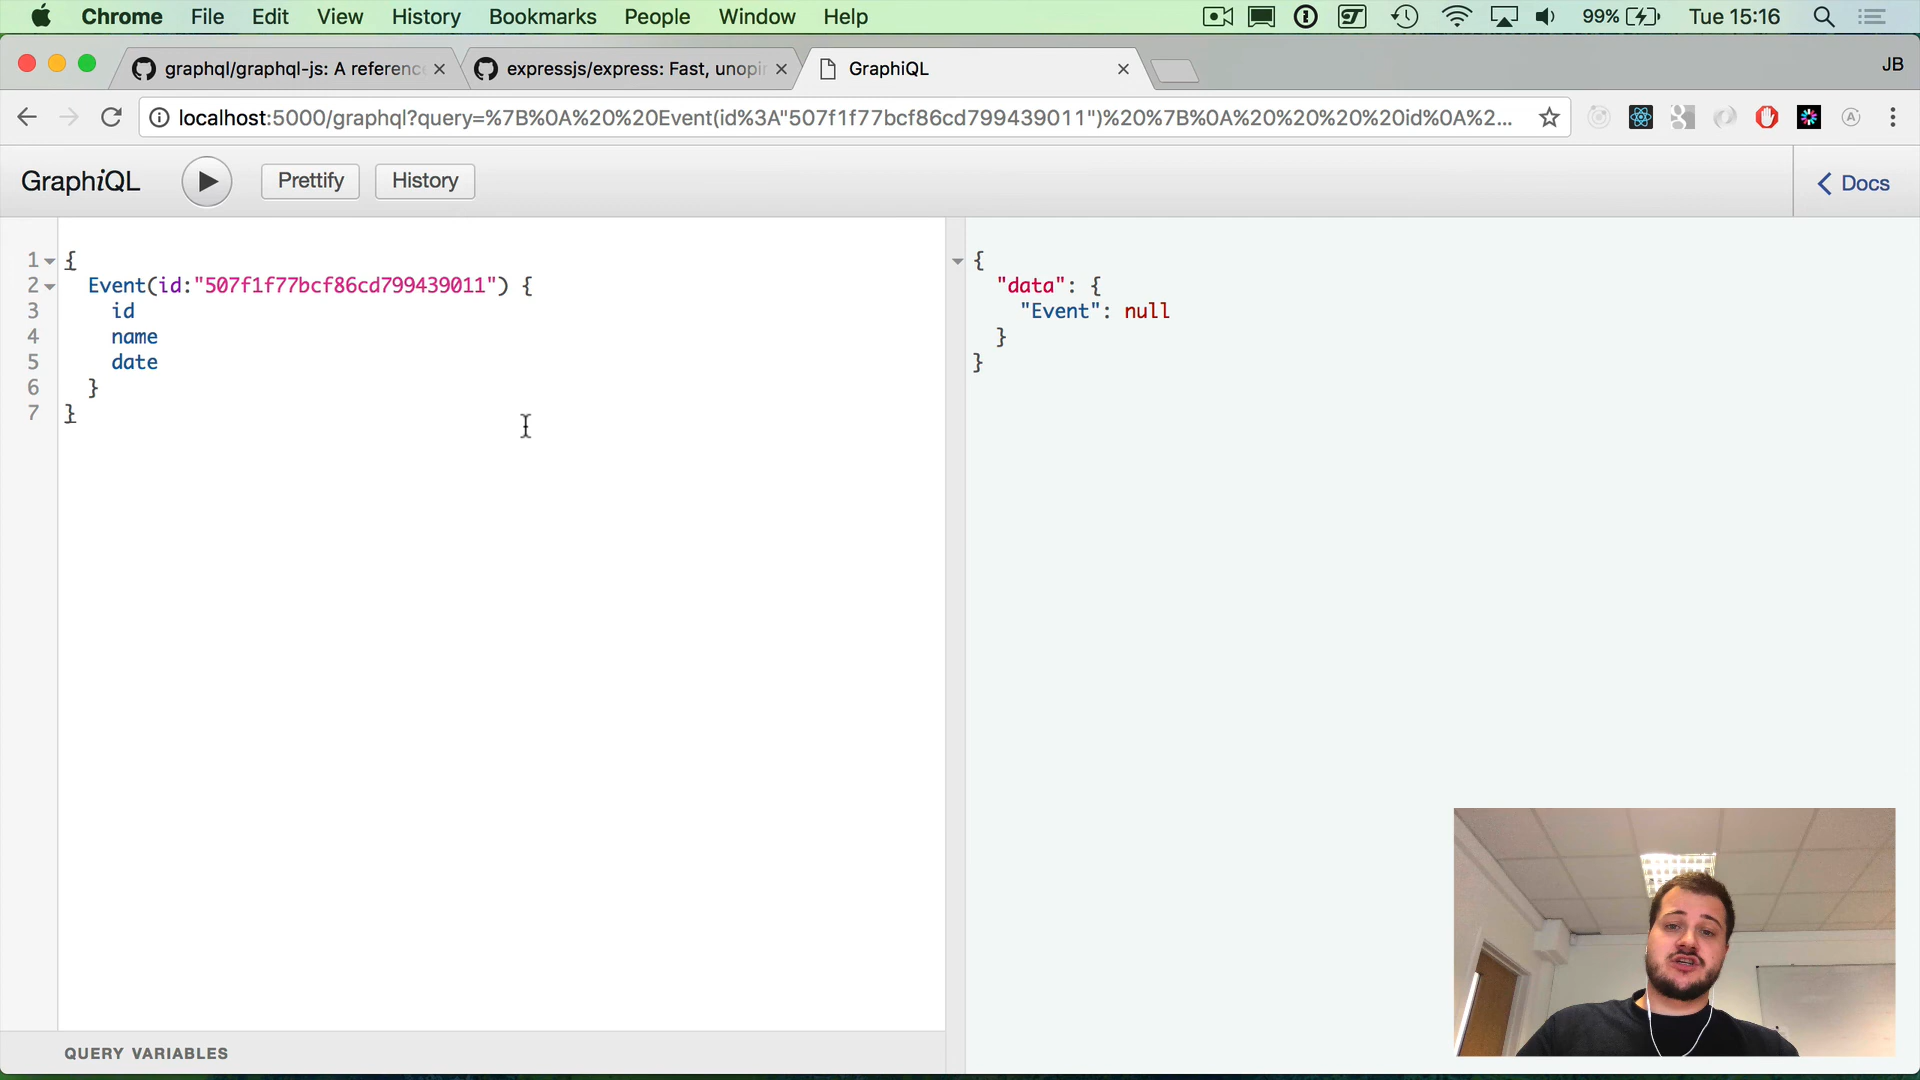 Chrome File Edit View History Bookmarks People Window Help 99% Tue 15:16
graphql/graphql-js: A reference expressjs/express: Fast, unopi GraphiQL JB
localhost:5000/graphql?query=%7B%0A%20%20Event(id%3A"507f1f77bcf86cd799439011")%20%7B%0A%20%20%20%20id%0A%2...
GraphiQL Prettify History Docs
1 {
2 Event(id:"507f1f77bcf86cd799439011") {
3 id
4 name
5 date
6 }
7 }
{
"data": {
"Event": null
}
}
QUERY VARIABLES